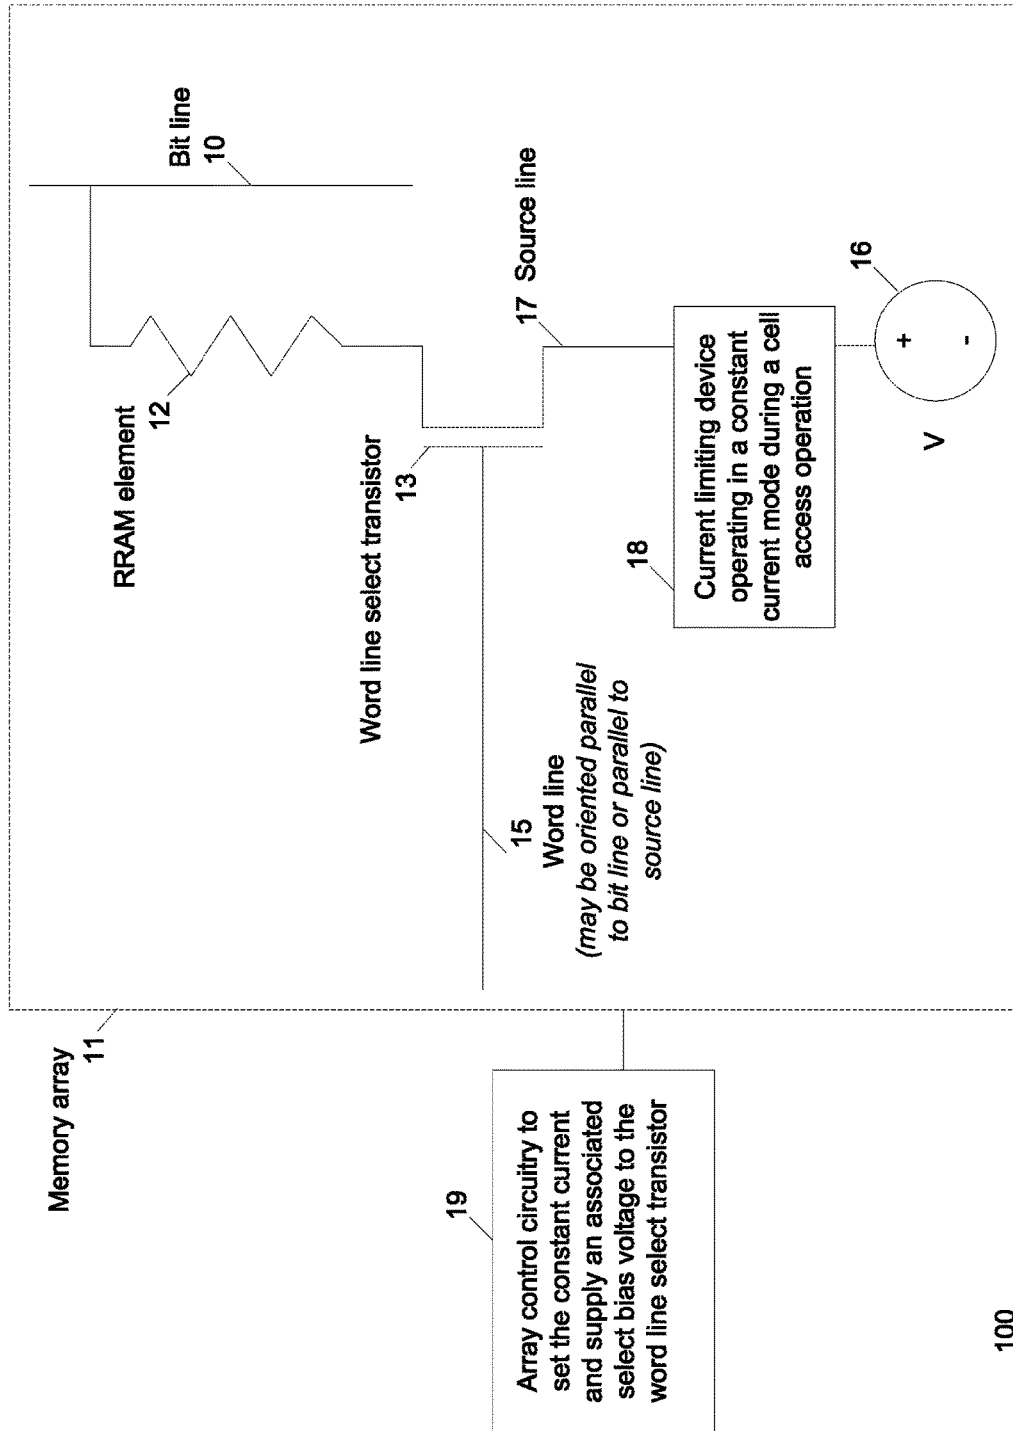 Memory array
11
Array control circuitry to
set the constant current
and supply an associated
select bias voltage to the
word line select transistor
19
100
RRAM element
12
Bit line
10
Word line select transistor
13
17 Source line
15
Word line
(may be oriented parallel
to bit line or parallel to
source line)
18
Current limiting device
operating in a constant
current mode during a cell
access operation
16
+
-
V